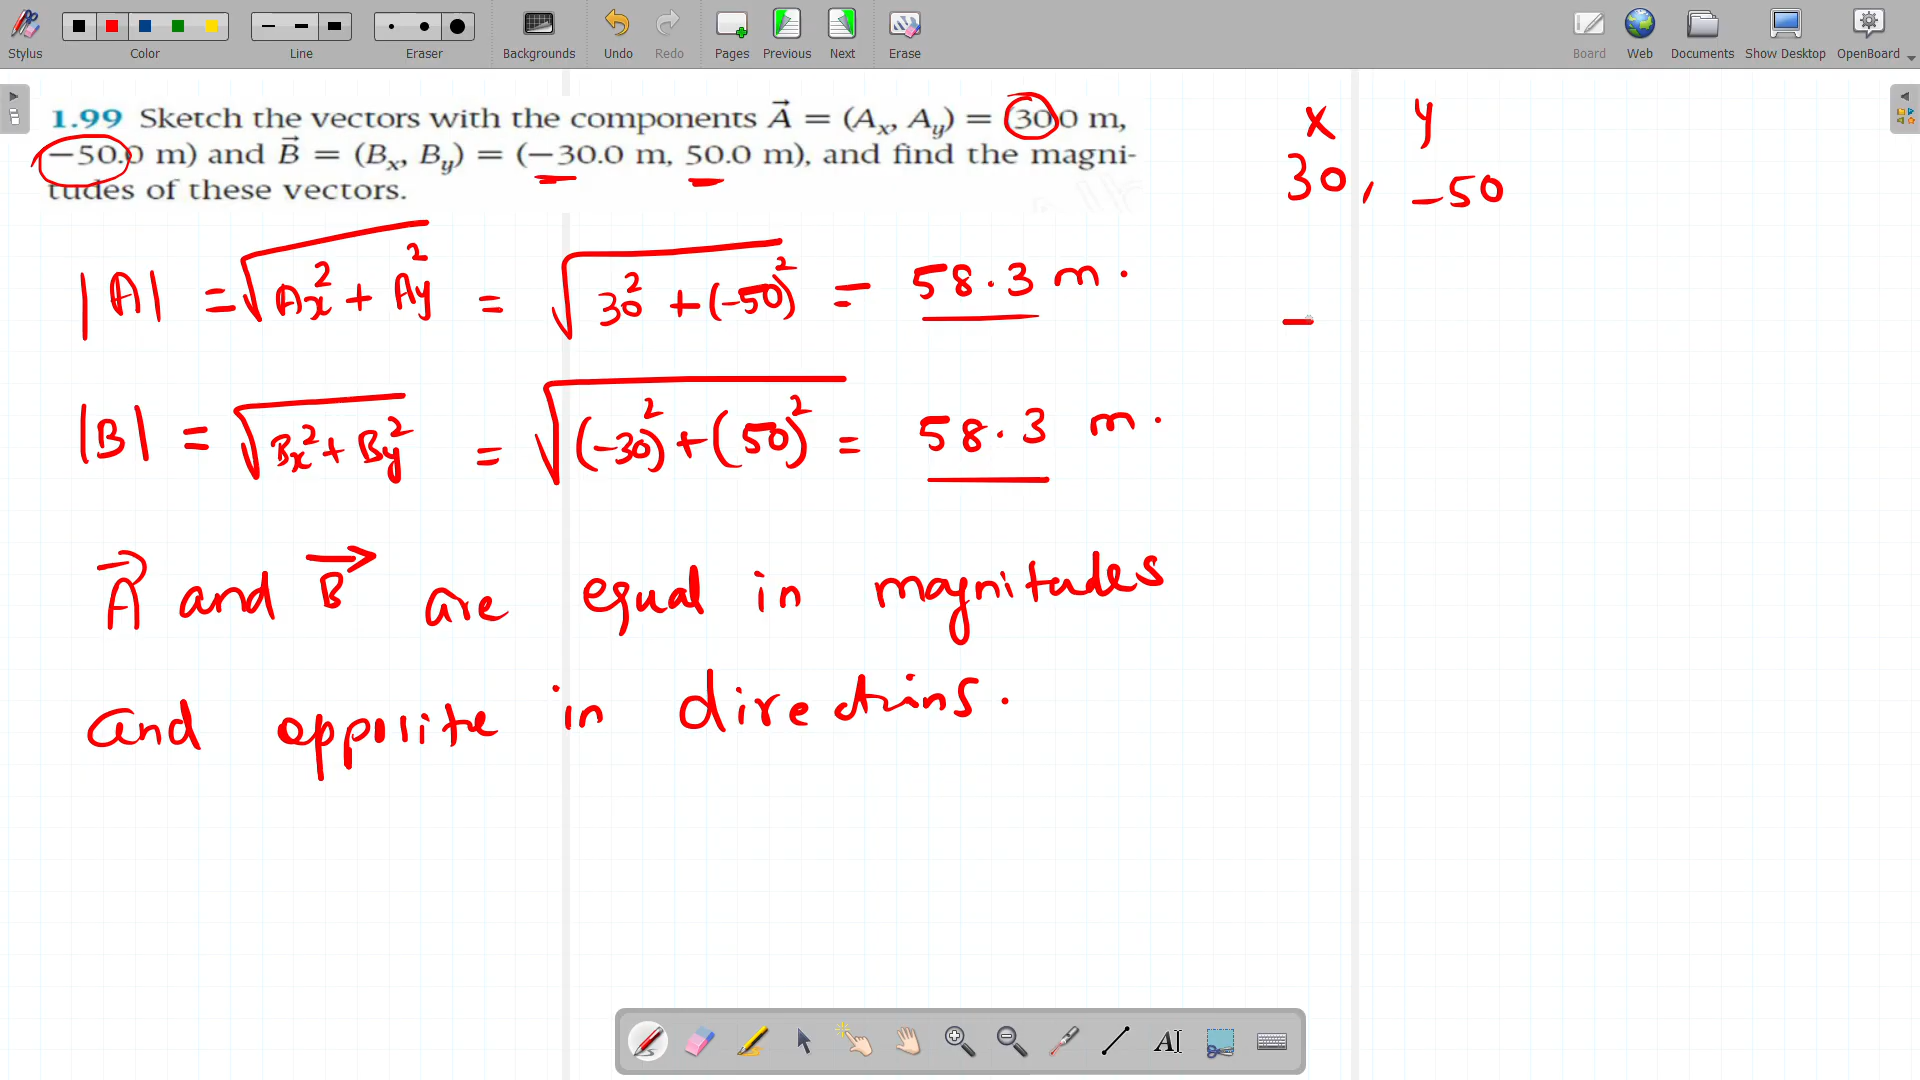 Stylus Color Line Eraser Backgrounds Undo Redo Pages Previous Next Erase Board Web Documents Show Desktop OpenBoard
1.99 Sketch the vectors with the components A⃗ = (Aₓ, Aᵧ) = (30.0 m,
−50.0 m) and B⃗ = (Bₓ, Bᵧ) = (−30.0 m, 50.0 m), and find the magni-
tudes of these vectors.
x y
30, -50
|A| = √(Ax² + Ay²) = √(30² + (-50)²) = 58.3 m.
-
|B| = √(Bx² + By²) = √((-30)² + (50)²) = 58.3 m.
A⃗ and B⃗ are equal in magnitudes
and opposite in directions.